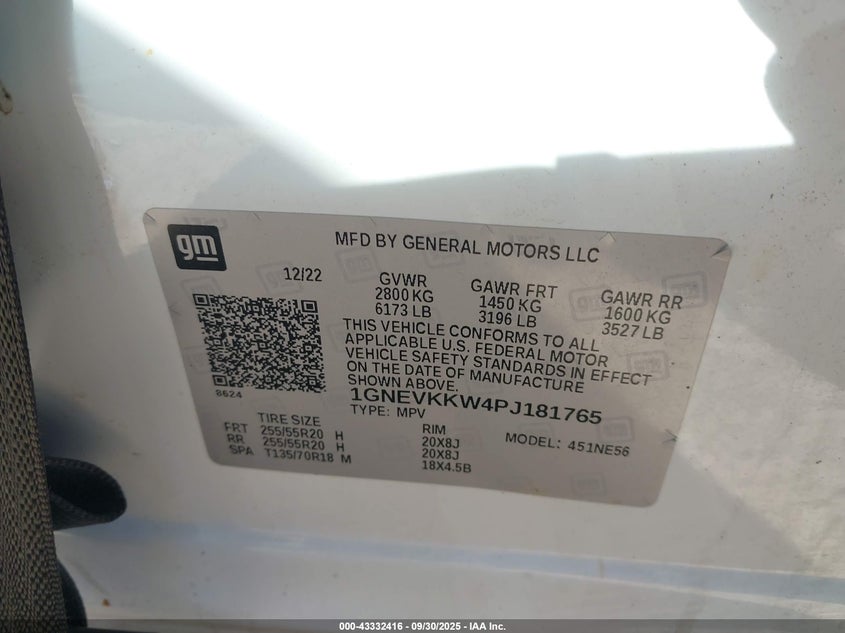 gm
MFD BY GENERAL MOTORS LLC
12/22
GVWR
2800 KG
6173 LB
GAWR FRT
1450 KG
3196 LB
GAWR RR
1600 KG
3527 LB
THIS VEHICLE CONFORMS TO ALL
APPLICABLE U.S. FEDERAL MOTOR
VEHICLE SAFETY STANDARDS IN EFFECT
ON THE DATE OF MANUFACTURE
SHOWN ABOVE.
8624
1GNEVKKW4PJ181765
TYPE: MPV
MODEL: 451NE56
TIRE SIZE
RIM
FRT 255/55R20 H 20X8J
RR 255/55R20 H 20X8J
SPA T135/70R18 M 18X4.5B
000-43332416 - 09/30/2025 - IAA Inc.